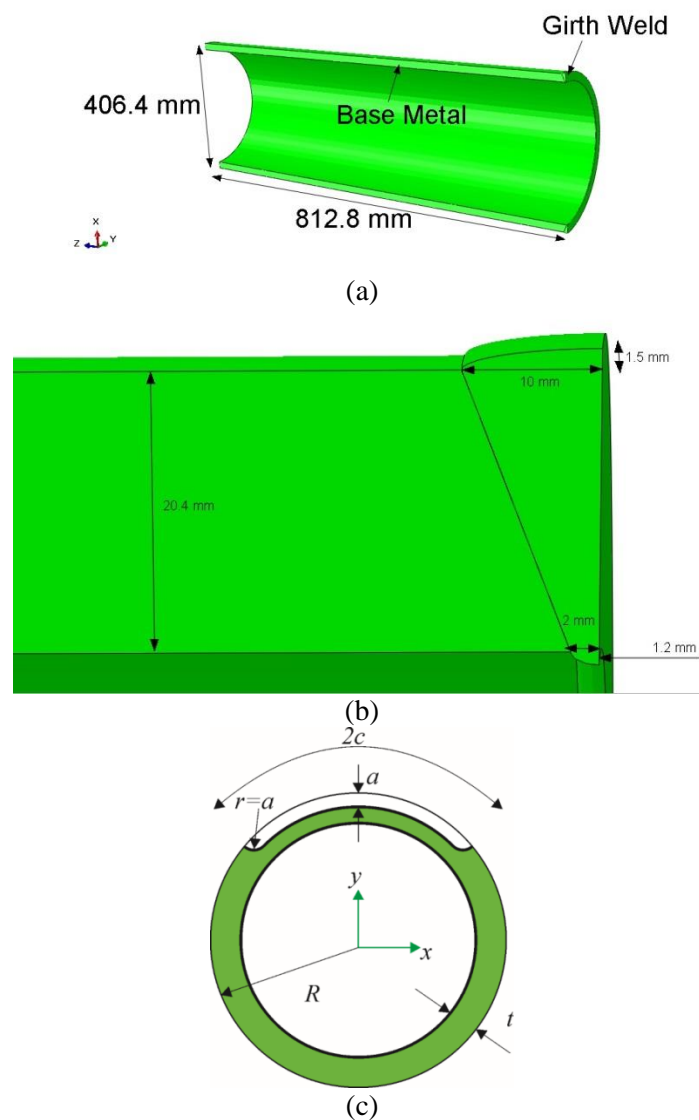 Girth Weld
406.4 mm
Base Metal
812.8 mm
X
Z
Y
(a)
1.5 mm
10 mm
20.4 mm
2 mm
1.2 mm
(b)
2c
a
r=a
y
x
R
t
(c)